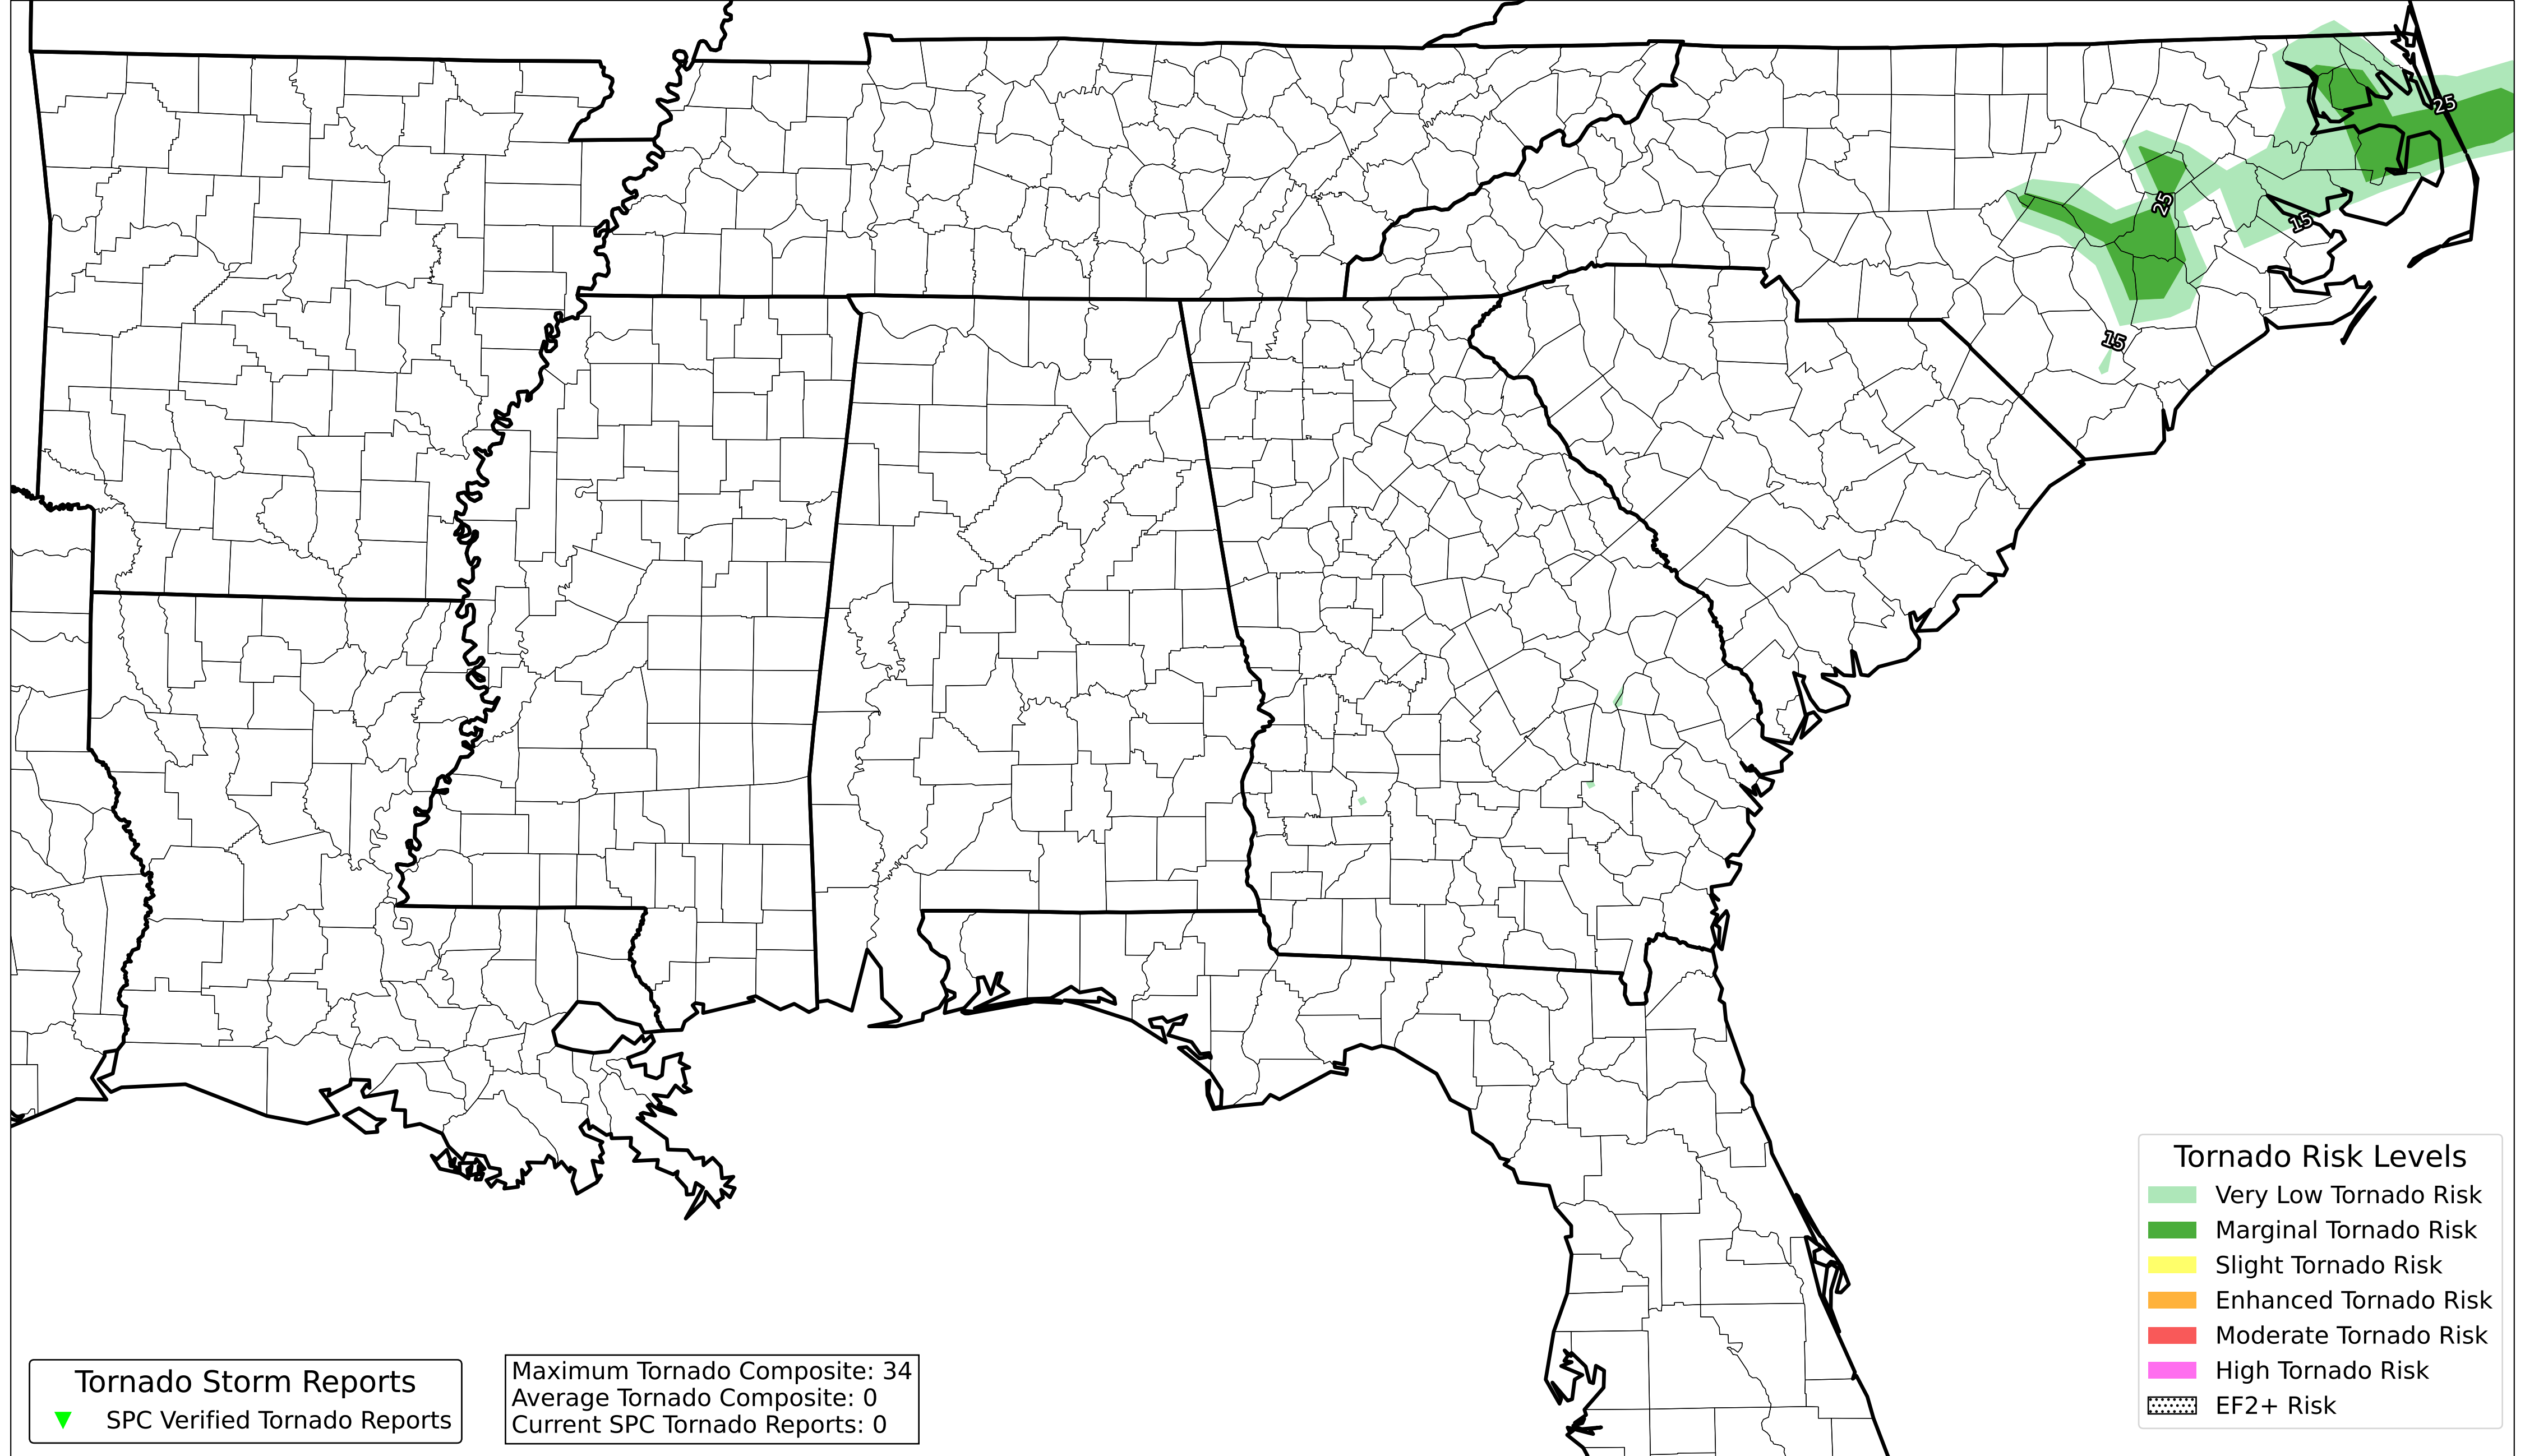 25
25
15
15
Tornado Risk Levels
Very Low Tornado Risk
Marginal Tornado Risk
Slight Tornado Risk
Enhanced Tornado Risk
Moderate Tornado Risk
High Tornado Risk
EF2+ Risk
Tornado Storm Reports
SPC Verified Tornado Reports
Maximum Tornado Composite: 34
Average Tornado Composite: 0
Current SPC Tornado Reports: 0